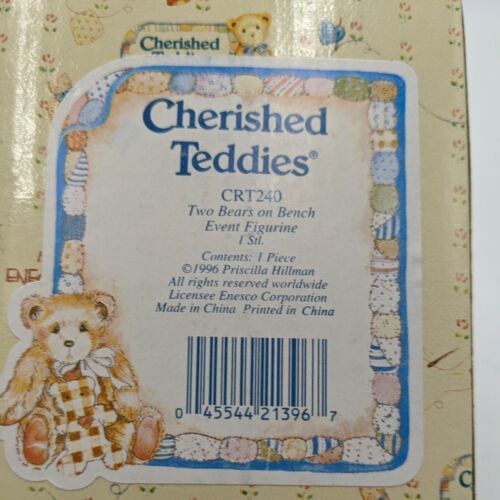 Cherished
Teddies
Cherished
Teddies®
CRT240
Two Bears on Bench
Event Figurine
1 Stl.
Contents: 1 Piece
©1996 Priscilla Hillman
All rights reserved worldwide
Licensee Enesco Corporation
Made in China Printed in China
0 45544 21396 7